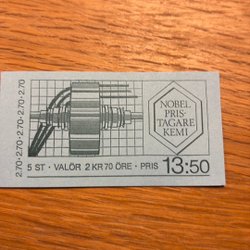 2.70·2.70·2.70·2.70·2.70
NOBEL
PRIS-
TAGARE
KEMI
5 ST · VALÖR 2 KR 70 ÖRE · PRIS 13:50